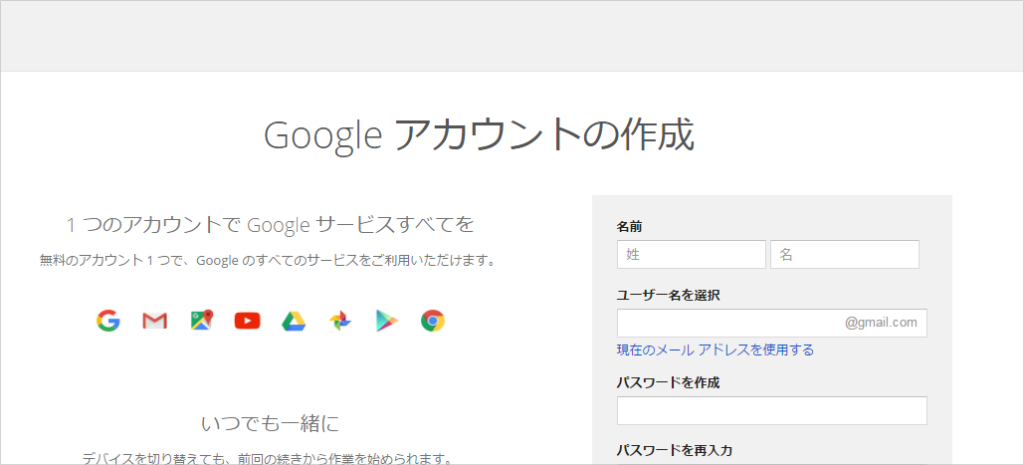 Google アカウントの作成
1 つのアカウントで Google サービスすべてを
無料のアカウント 1 つで、Google のすべてのサービスをご利用いただけます。
いつでも一緒に
デバイスを切り替えても、前回の続きから作業を始められます。
名前
姓 名
ユーザー名を選択
@gmail.com
現在のメール アドレスを使用する
パスワードを作成
パスワードを再入力